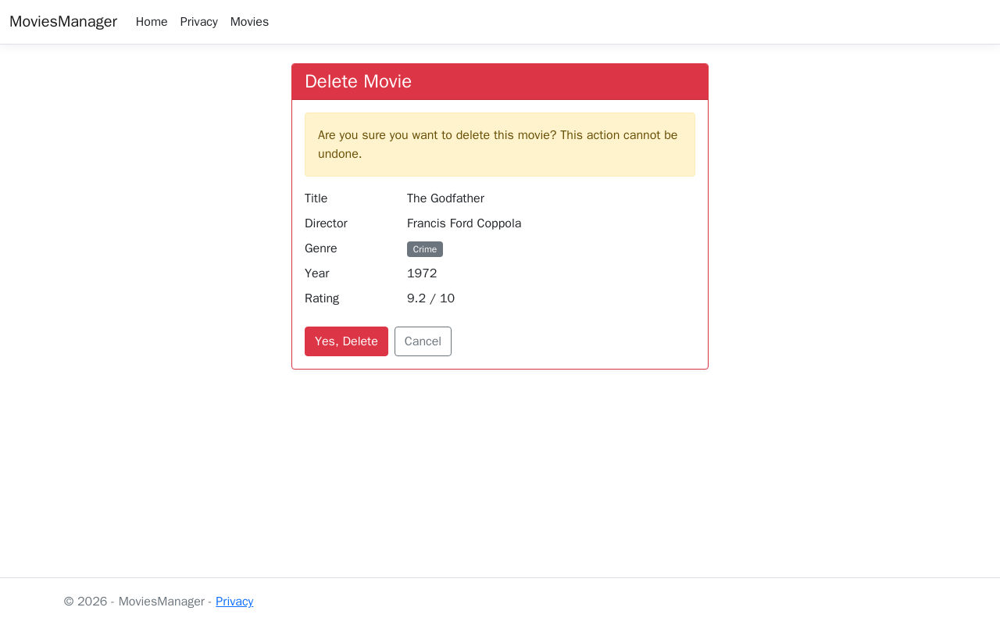 MoviesManager Home Privacy Movies
Delete Movie
Are you sure you want to delete this movie? This action cannot be
undone.
Title The Godfather
Director Francis Ford Coppola
Genre Crime
Year 1972
Rating 9.2 / 10
Yes, Delete Cancel
© 2026 - MoviesManager - Privacy